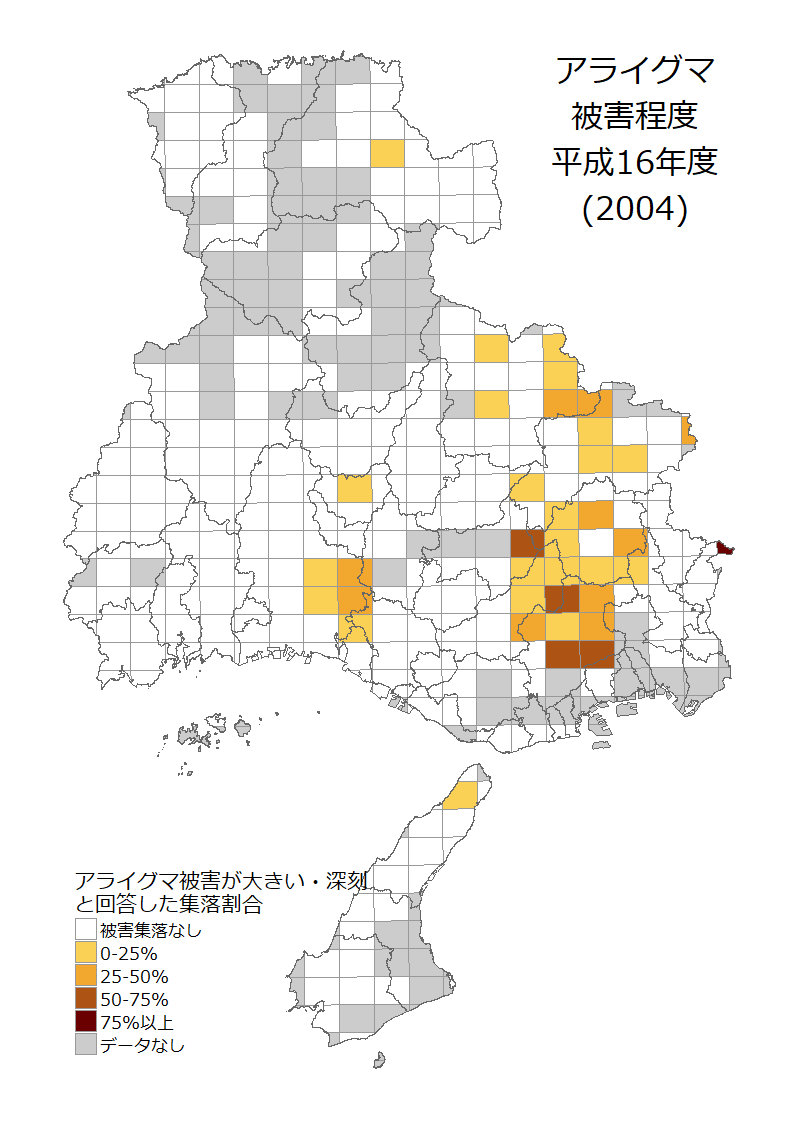 アライグマ
被害程度
平成16年度
(2004)
アライグマ被害が大きい・深刻
と回答した集落割合
被害集落なし
0-25%
25-50%
50-75%
75%以上
データなし